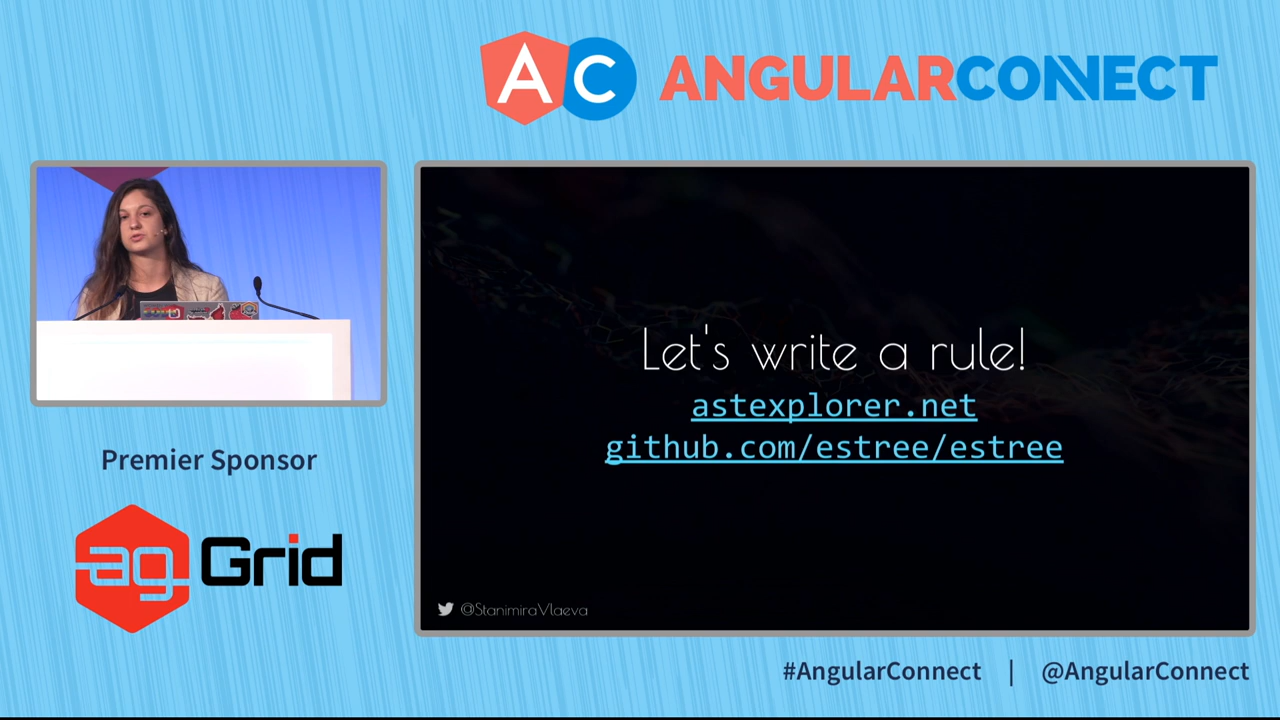 AC ANGULARCONNECT
Let's write a rule!
astexplorer.net
github.com/estree/estree
@StanimiraVlaeva
Premier Sponsor
ag Grid
#AngularConnect | @AngularConnect